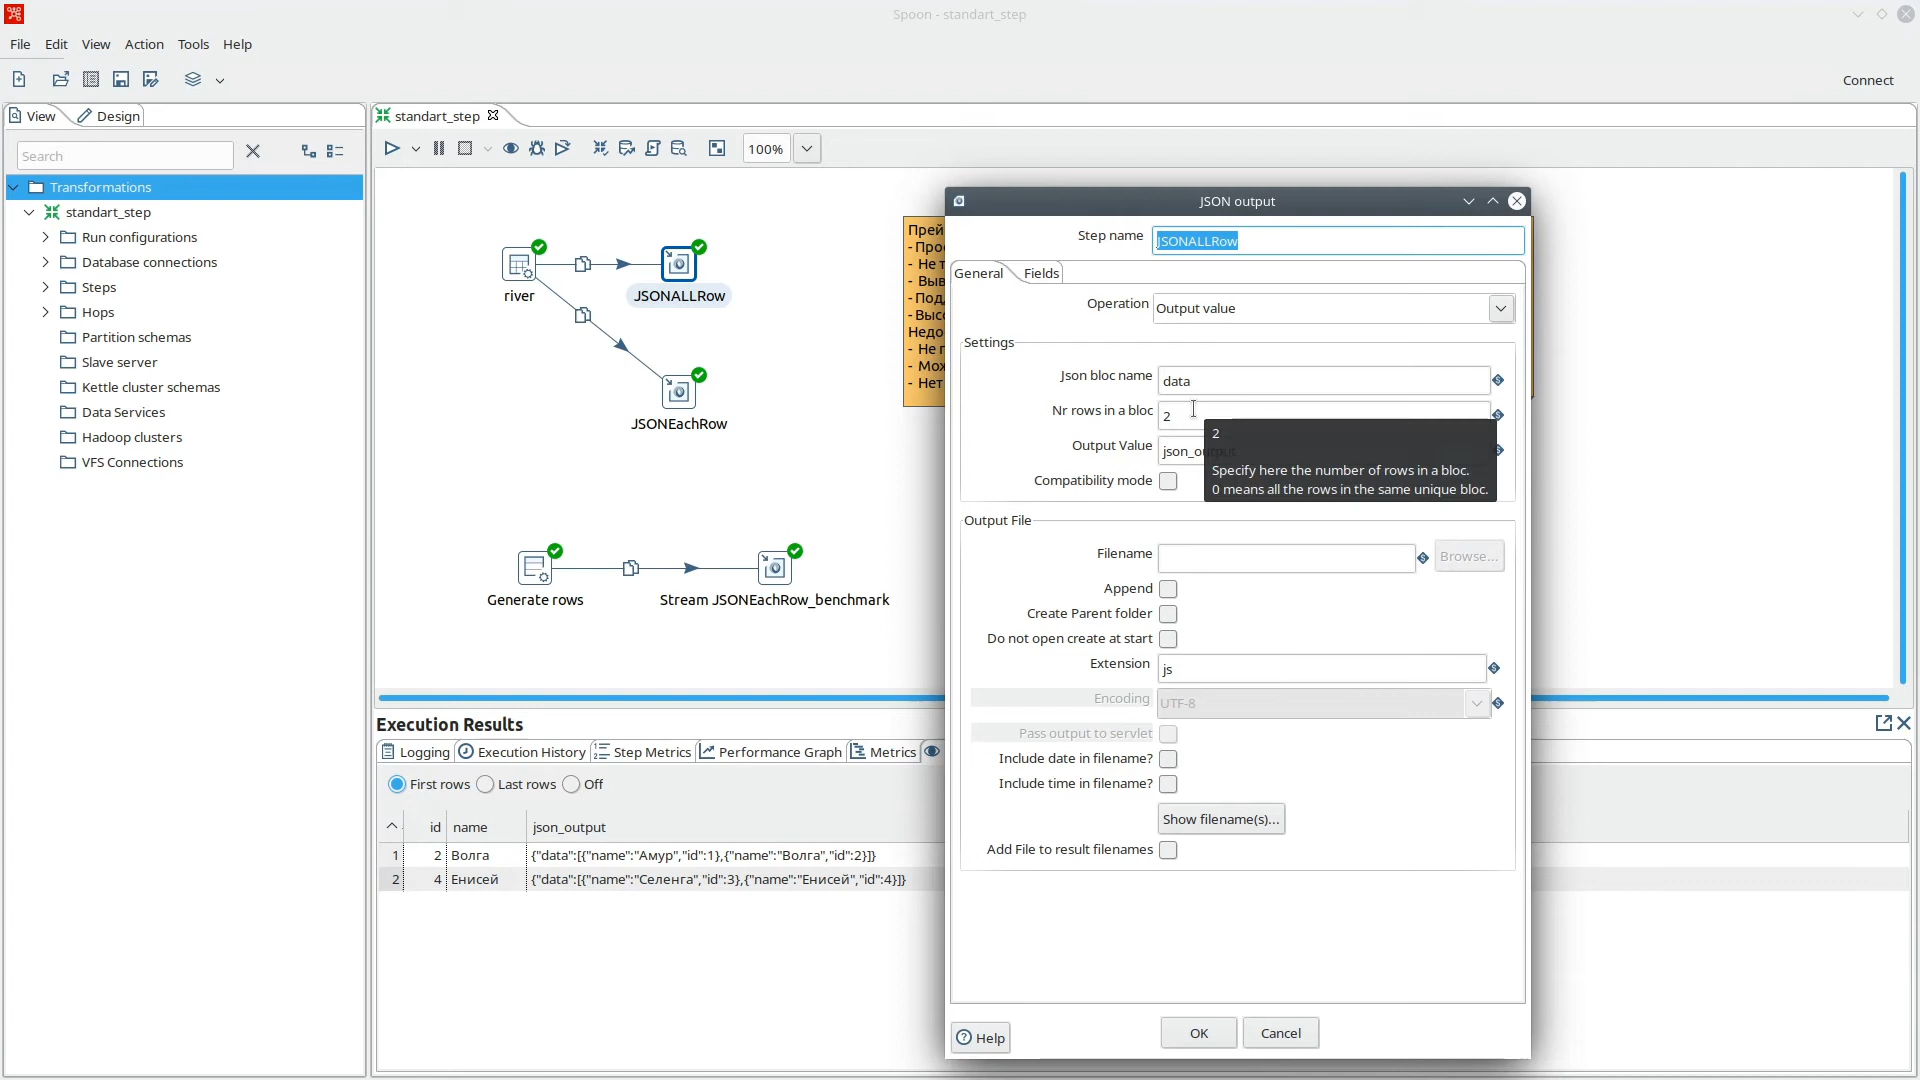 Spoon - standart_step
File Edit View Action Tools Help
Connect
View Design
standart_step
Search
100%
Transformations
standart_step
Run configurations
Database connections
Steps
Hops
Partition schemas
Slave server
Kettle cluster schemas
Data Services
Hadoop clusters
VFS Connections
river
JSONALLRow
JSONEachRow
Generate rows
Stream JSONEachRow_benchmark
- Не
JSON output
Step name JSONALLRow
General Fields
Operation Output value
Settings
Json bloc name data
Nr rows in a bloc 2
Output Value json_output
2
Specify here the number of rows in a bloc.
0 means all the rows in the same unique bloc.
Compatibility mode
Output File
Filename Browse...
Append
Create Parent folder
Do not open create at start
Extension js
Encoding UTF-8
Pass output to servlet
Include date in filename?
Include time in filename?
Show filename(s)...
Add File to result filenames
Help OK Cancel
Execution Results
Logging Execution History Step Metrics Performance Graph Metrics
First rows Last rows Off
id name json_output
1 2 Волга {"data":[{"name":"Амур","id":1},{"name":"Волга","id":2}]}
2 4 Енисей {"data":[{"name":"Селенга","id":3},{"name":"Енисей","id":4}]}